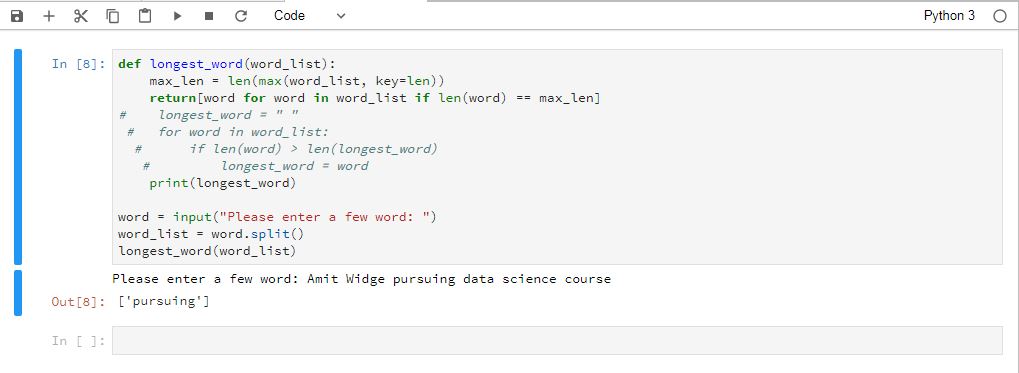 Code
Python 3
In [8]: def longest_word(word_list):
    max_len = len(max(word_list, key=len))
    return[word for word in word_list if len(word) == max_len]
#    longest_word = " "
 #   for word in word_list:
  #      if len(word) > len(longest_word)
   #         longest_word = word
    print(longest_word)
word = input("Please enter a few word: ")
word_list = word.split()
longest_word(word_list)
Please enter a few word: Amit Widge pursuing data science course
Out[8]: ['pursuing']
In [ ]: